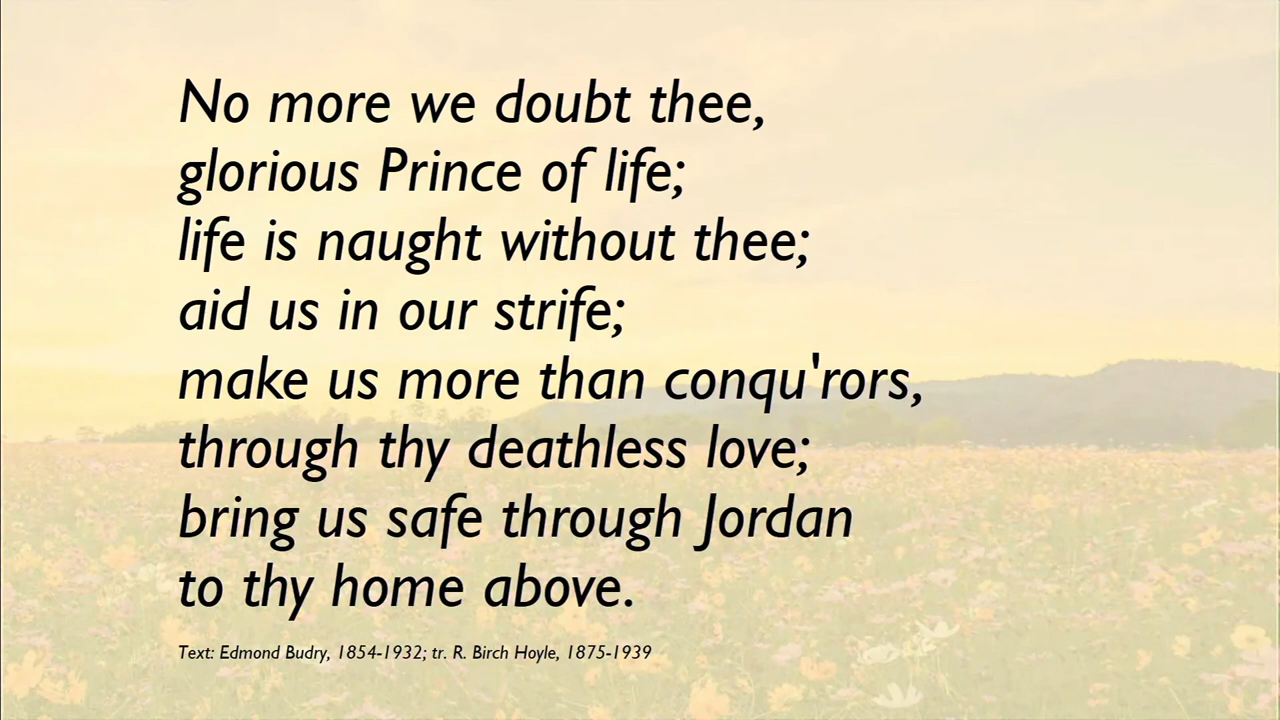 No more we doubt thee,
glorious Prince of life;
life is naught without thee;
aid us in our strife;
make us more than conqu'rors,
through thy deathless love;
bring us safe through Jordan
to thy home above.
Text: Edmond Budry, 1854-1932; tr. R. Birch Hoyle, 1875-1939